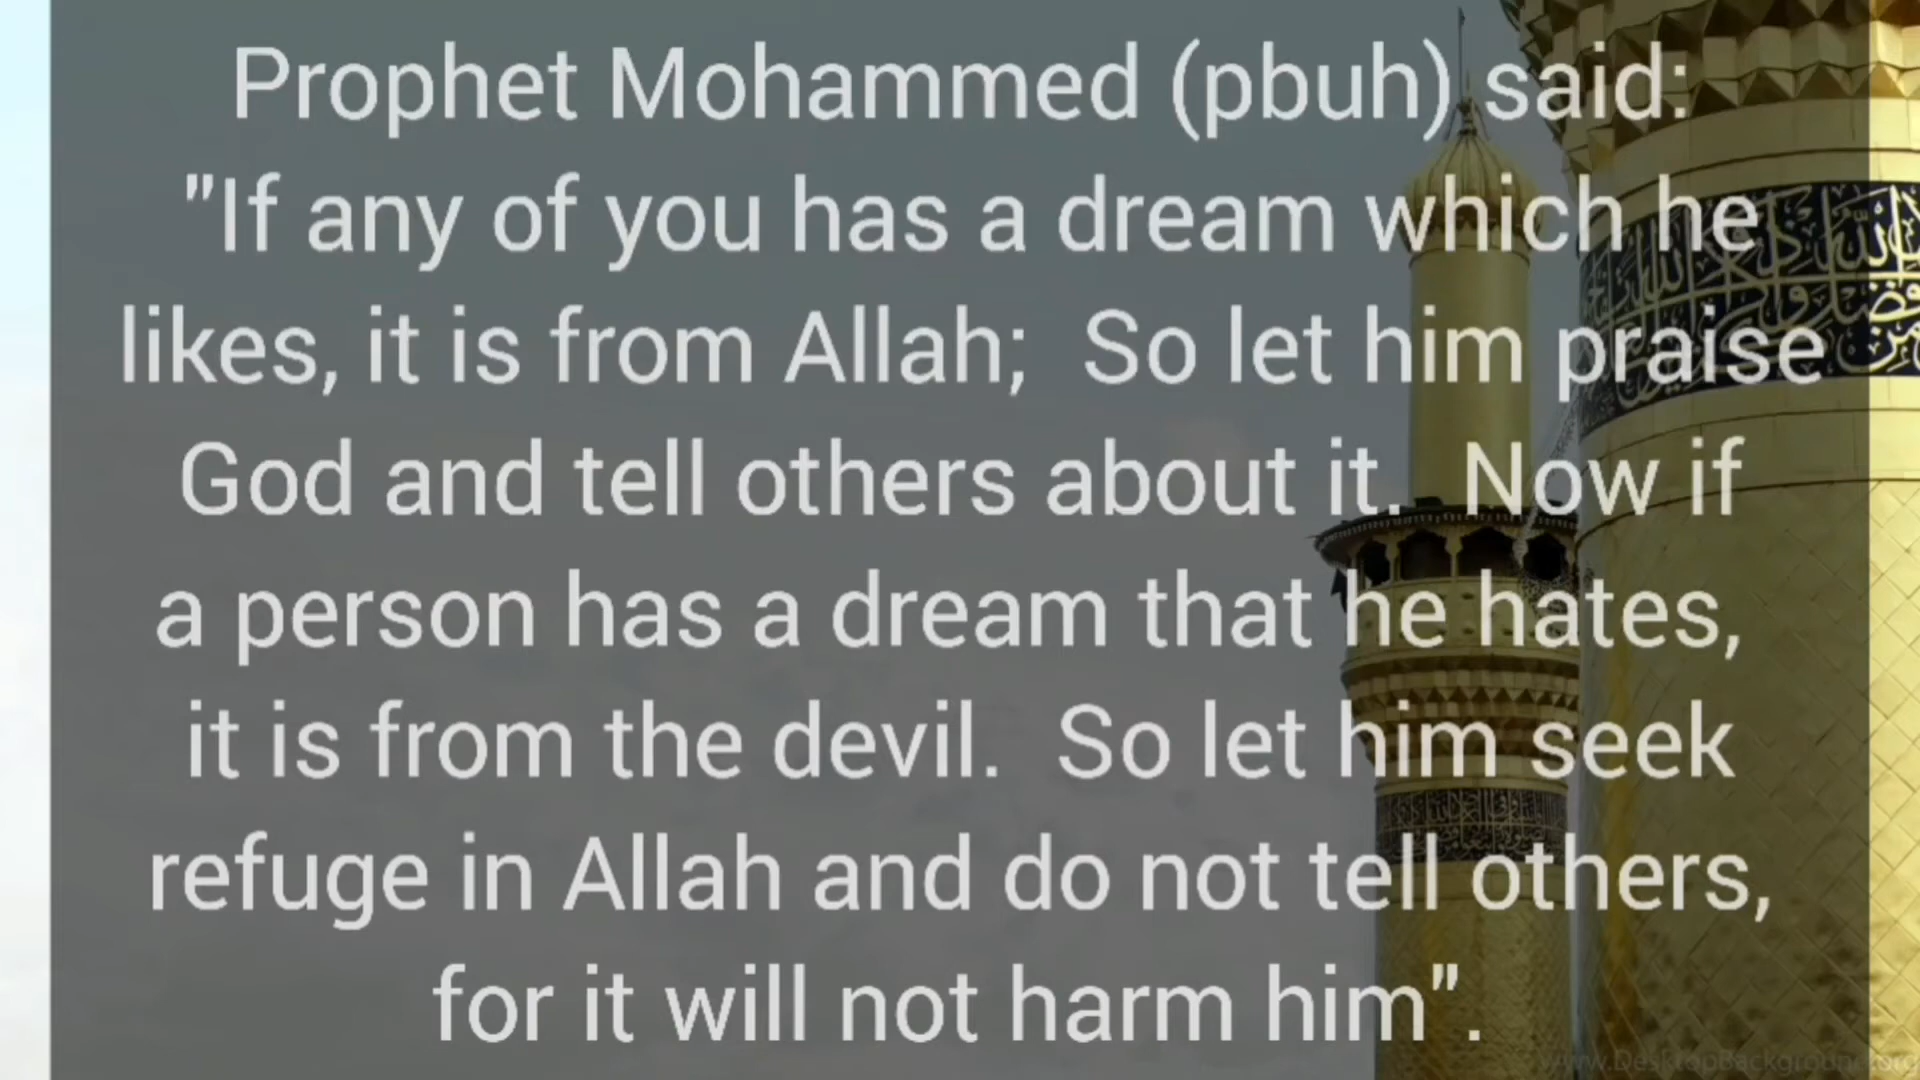 Prophet Mohammed (pbuh) said:
"If any of you has a dream which he
likes, it is from Allah;  So let him praise
God and tell others about it.  Now if
a person has a dream that he hates,
it is from the devil.  So let him seek
refuge in Allah and do not tell others,
for it will not harm him".
www.DesktopBackground.org